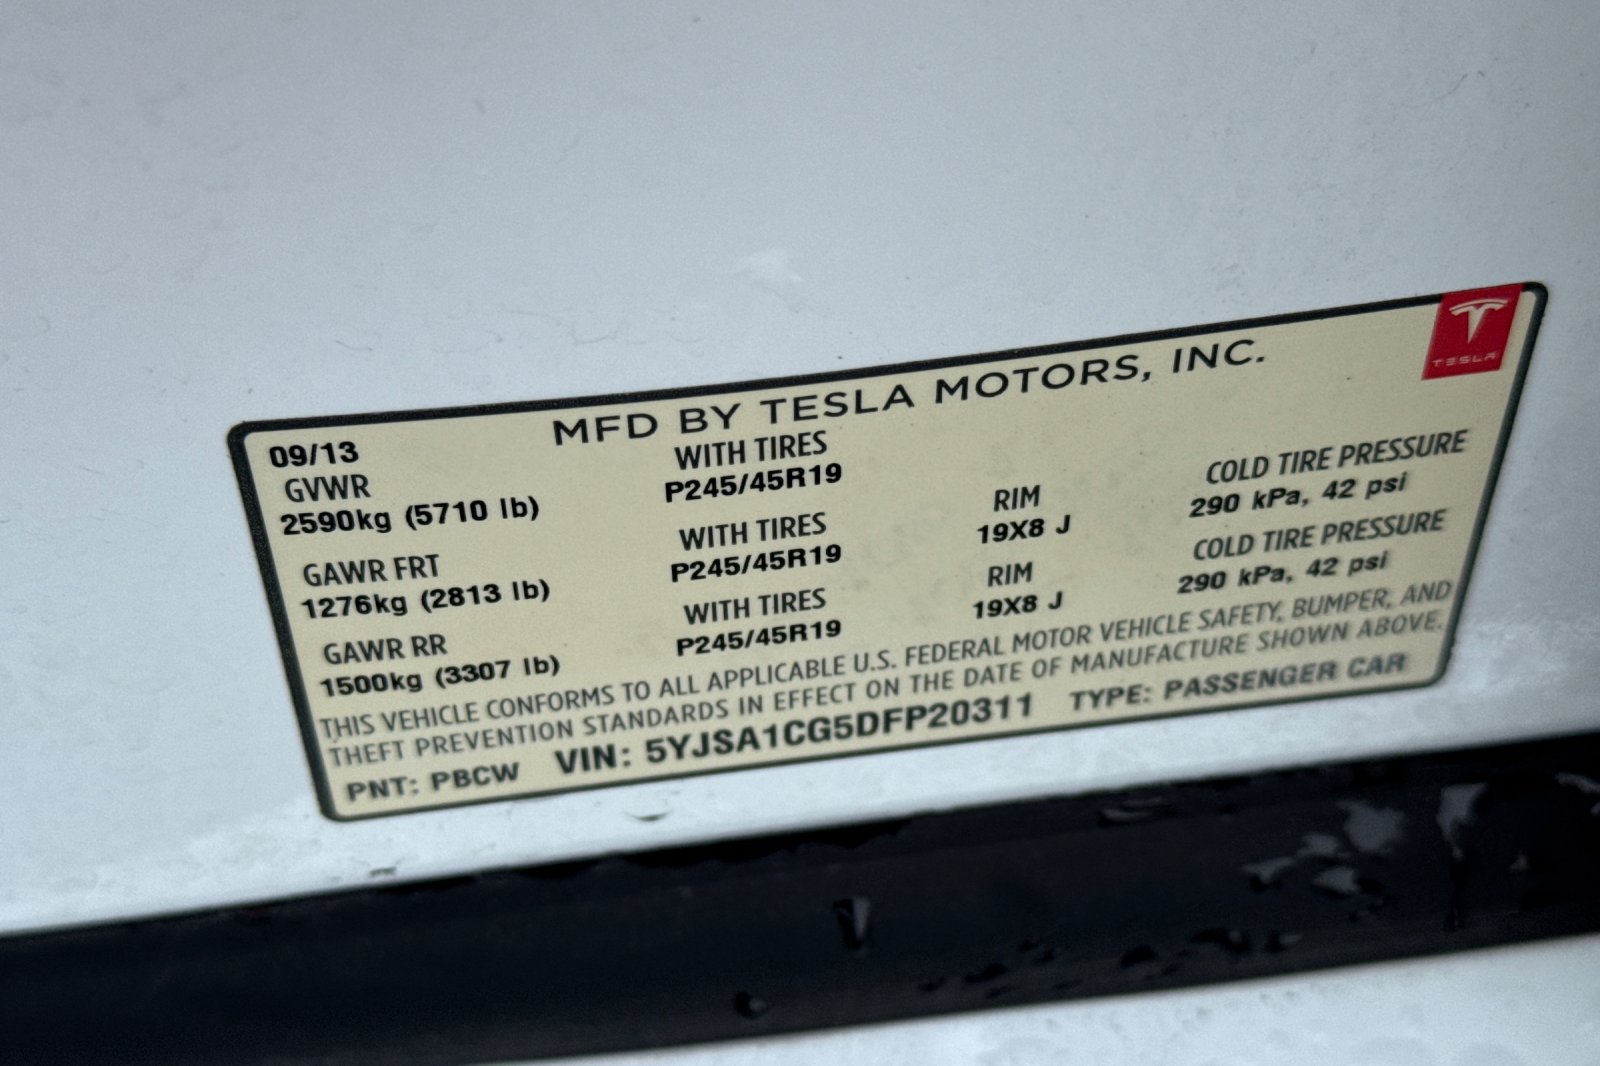 MFD BY TESLA MOTORS, INC.
TESLA
09/13
GVWR WITH TIRES
2590kg (5710 lb) P245/45R19
GAWR FRT WITH TIRES RIM COLD TIRE PRESSURE
1276kg (2813 lb) P245/45R19 19X8 J 290 kPa, 42 psi
GAWR RR WITH TIRES RIM COLD TIRE PRESSURE
1500kg (3307 lb) P245/45R19 19X8 J 290 kPa, 42 psi
THIS VEHICLE CONFORMS TO ALL APPLICABLE U.S. FEDERAL MOTOR VEHICLE SAFETY, BUMPER, AND
THEFT PREVENTION STANDARDS IN EFFECT ON THE DATE OF MANUFACTURE SHOWN ABOVE.
PNT: PBCW VIN: 5YJSA1CG5DFP20311 TYPE: PASSENGER CAR